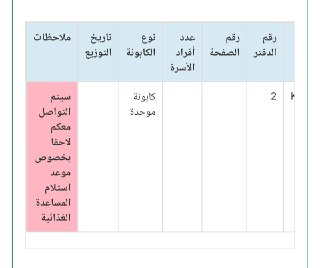 رقم الدفتر
رقم الصفحة
عدد أفراد الأسرة
نوع الكابونة
تاريخ التوزيع
ملاحظات
2
كابونة موحدة
سيتم
التواصل
معكم
لاحقا
بخصوص
موعد
استلام
المساعدة
الغذائية